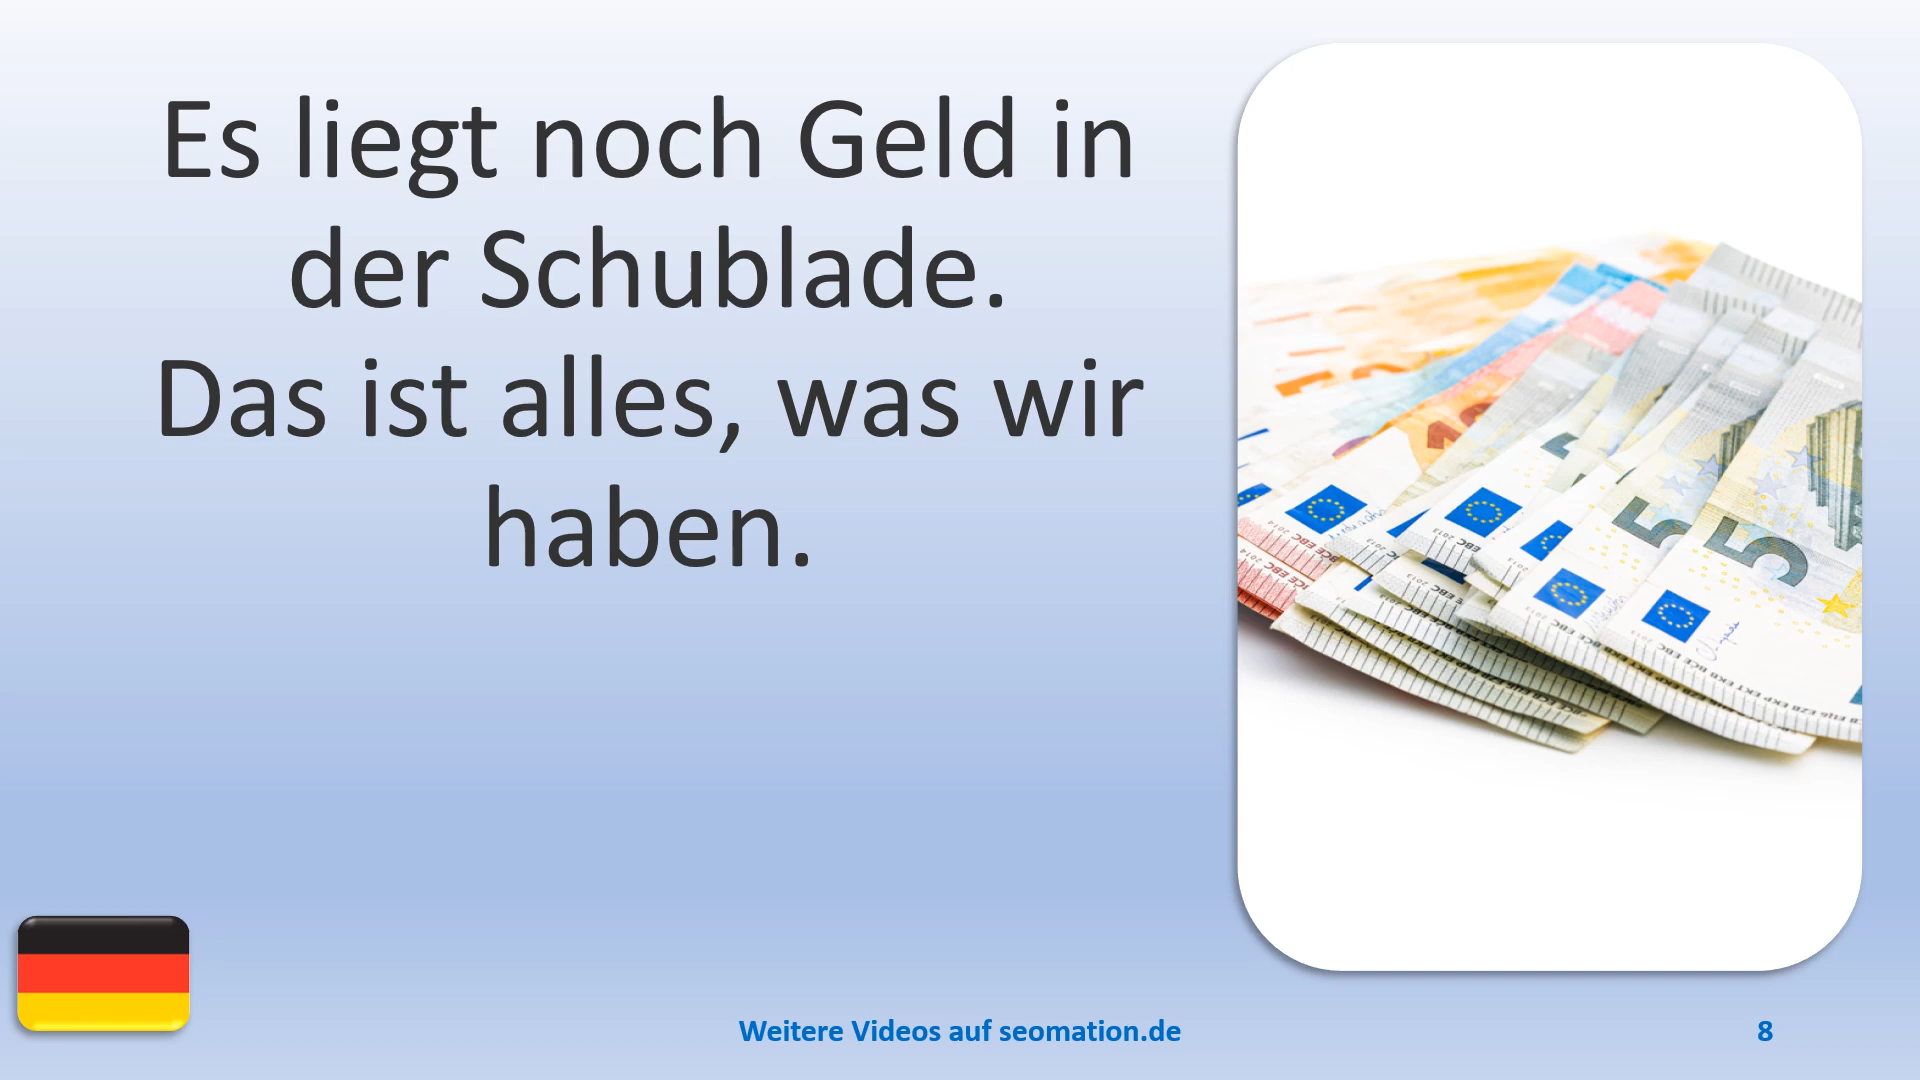 Es liegt noch Geld in
der Schublade.
Das ist alles, was wir
haben.
Weitere Videos auf seomation.de
8